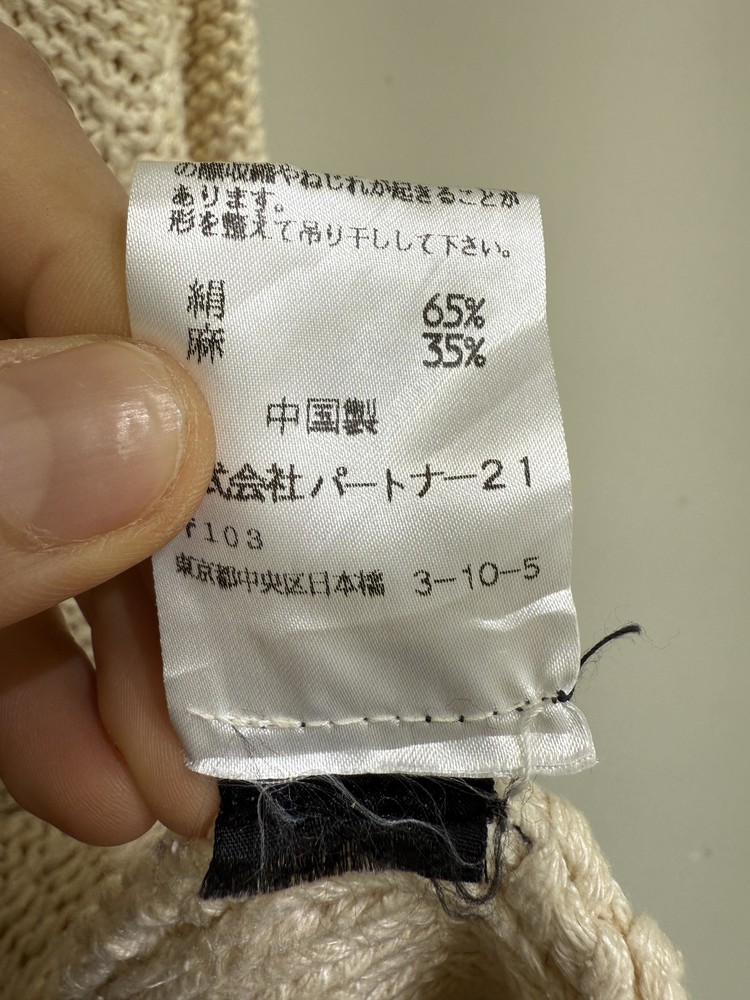 やねじれが起きることが
あります。
形を整えて吊り干しして下さい。
絹 65%
麻 35%
中国製
式会社パートナー21
〒103
東京都中央区日本橋 3-10-5